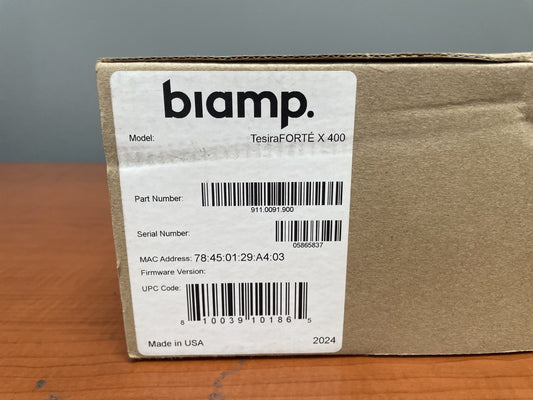 biamp.
Model: TesiraFORTÉ X 400
Part Number:
911.0091.900
Serial Number:
05865837
MAC Address: 78:45:01:29:A4:03
Firmware Version:
UPC Code:
8 10039 10186 5
Made in USA 2024